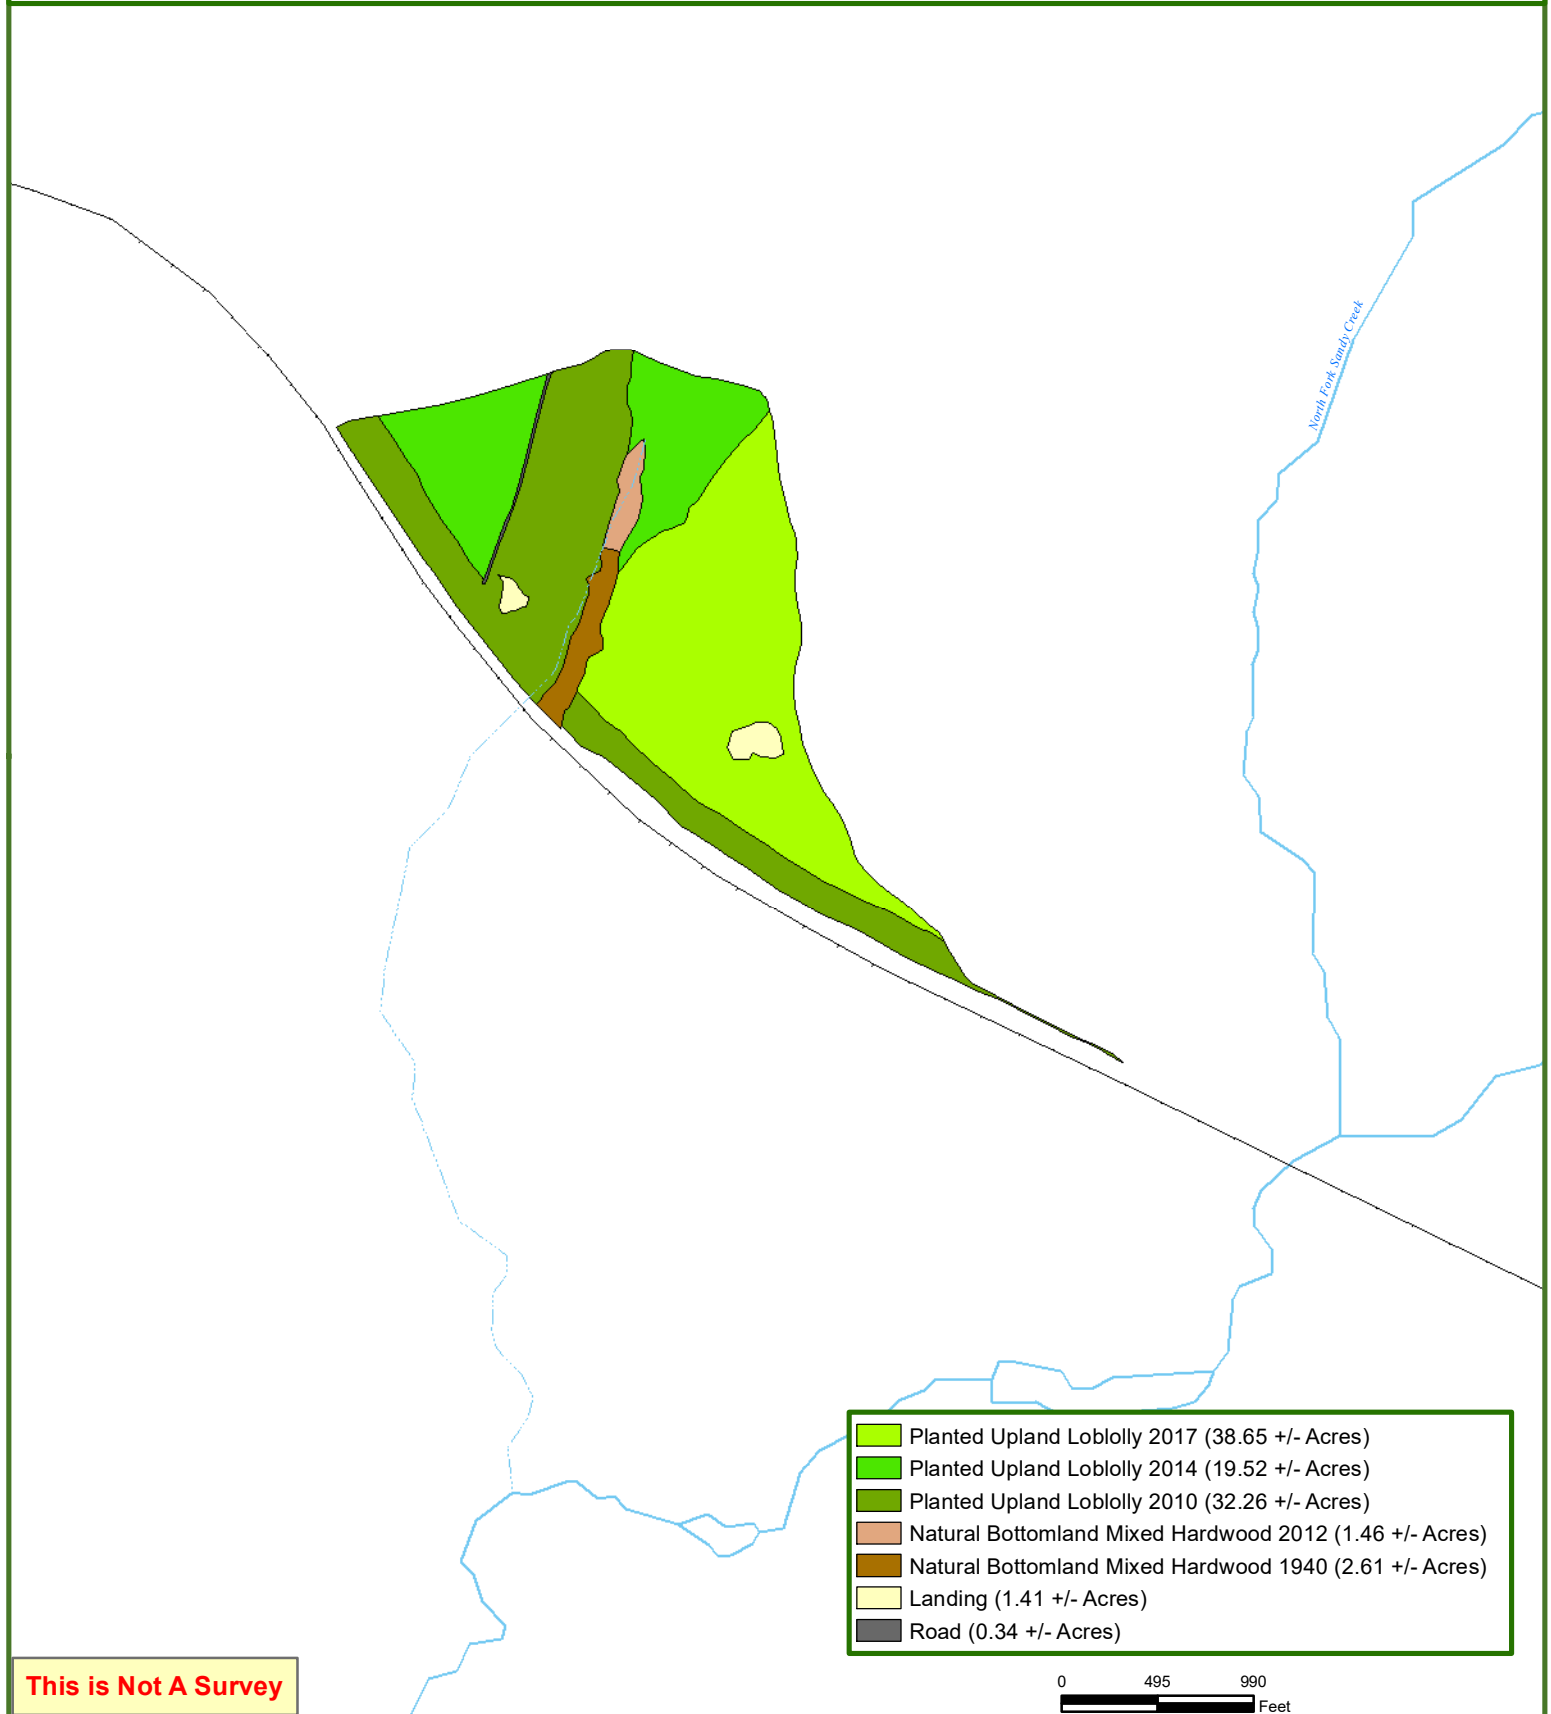 North Fork Sandy Creek
Planted Upland Loblolly 2017 (38.65 +/- Acres)
Planted Upland Loblolly 2014 (19.52 +/- Acres)
Planted Upland Loblolly 2010 (32.26 +/- Acres)
Natural Bottomland Mixed Hardwood 2012 (1.46 +/- Acres)
Natural Bottomland Mixed Hardwood 1940 (2.61 +/- Acres)
Landing (1.41 +/- Acres)
Road (0.34 +/- Acres)
This is Not A Survey
0 495 990
Feet